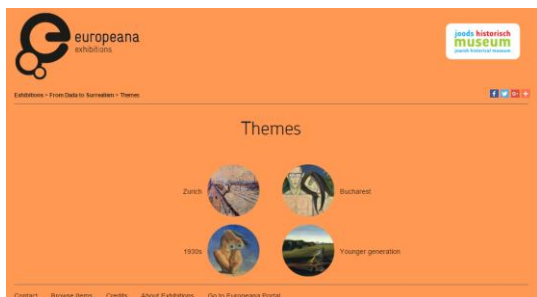 europeana
exhibitions
joods historisch
museum
jewish historical museum
Exhibitions > From Dada to Surrealism > Themes
Themes
Zurich
Bucharest
1930s
Younger generation
Contact Browse Items Credits About Exhibitions Go to Europeana Portal